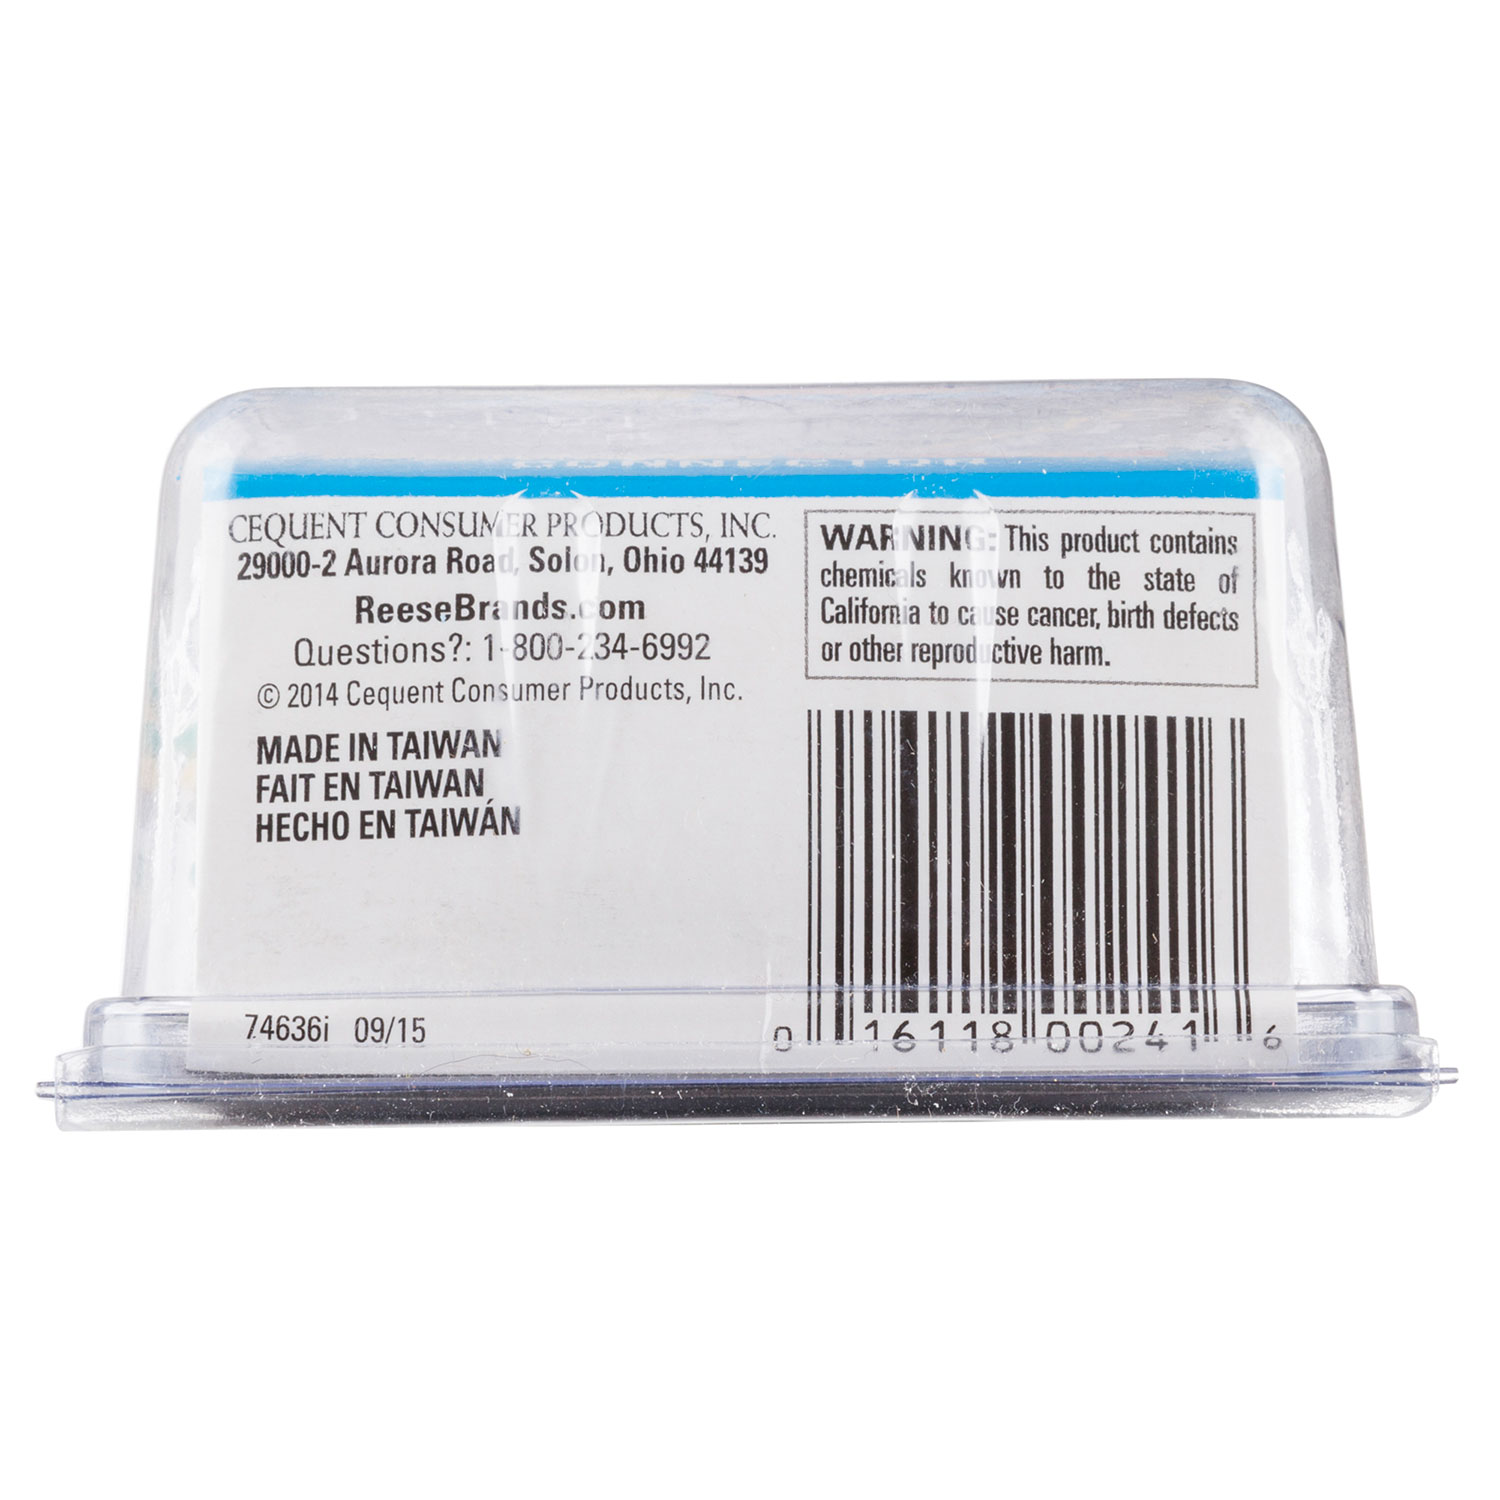 CEQUENT CONSUMER PRODUCTS, INC.
29000-2 Aurora Road, Solon, Ohio 44139
ReeseBrands.com
Questions?: 1-800-234-6992
© 2014 Cequent Consumer Products, Inc.
MADE IN TAIWAN
FAIT EN TAIWAN
HECHO EN TAIWÁN
74636i 09/15
WARNING: This product contains
chemicals known to the state of
California to cause cancer, birth defects
or other reproductive harm.
0 16118 00241 6